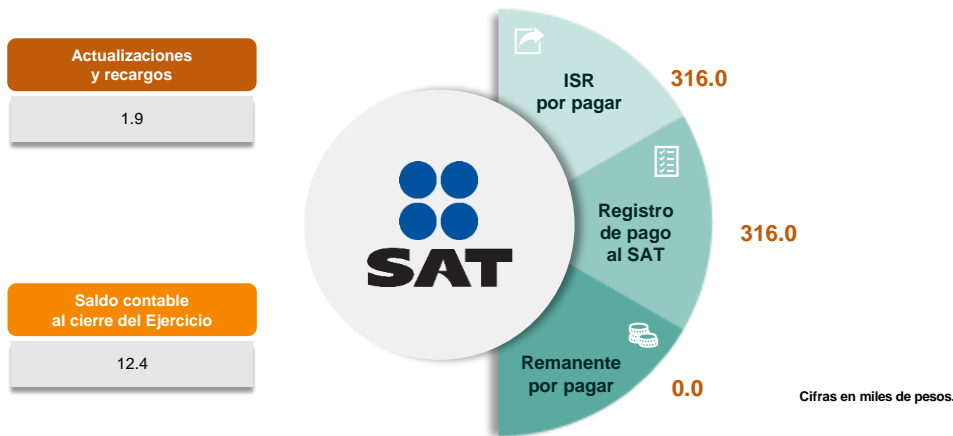 Actualizaciones
y recargos
1.9
Saldo contable
al cierre del Ejercicio
12.4
SAT
ISR
por pagar
316.0
Registro
de pago
al SAT
316.0
Remanente
por pagar
0.0
Cifras en miles de pesos.